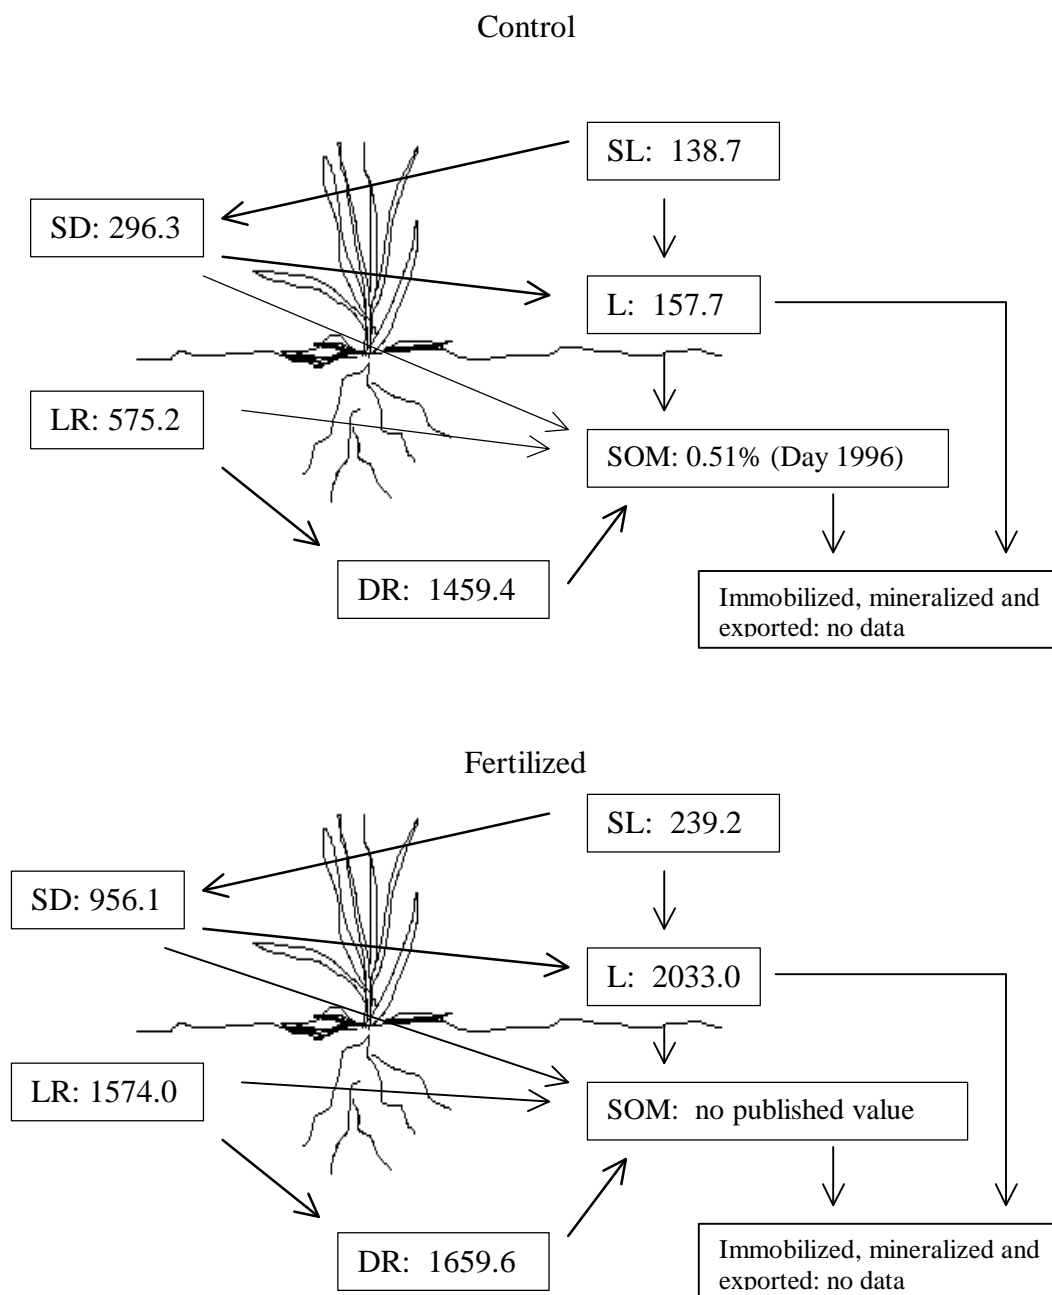 Control
SL: 138.7
SD: 296.3
L: 157.7
LR: 575.2
SOM: 0.51% (Day 1996)
DR: 1459.4
Immobilized, mineralized and
exported: no data
Fertilized
SL: 239.2
SD: 956.1
L: 2033.0
LR: 1574.0
SOM: no published value
DR: 1659.6
Immobilized, mineralized and
exported: no data